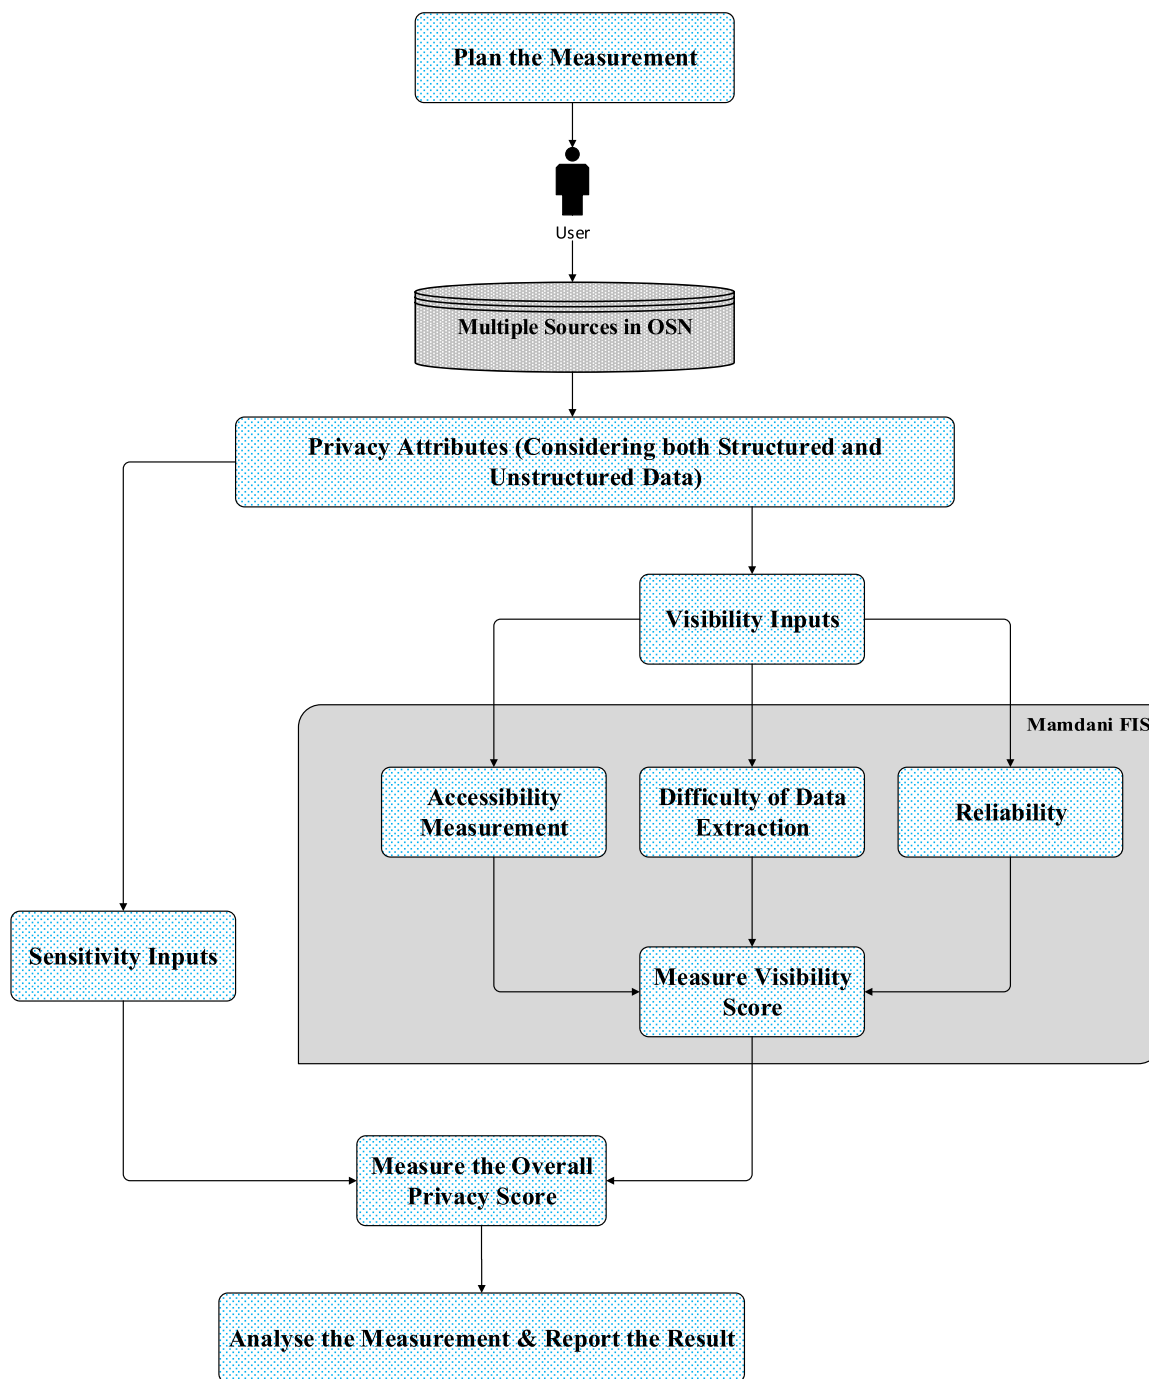 Plan the Measurement
User
Multiple Sources in OSN
Privacy Attributes (Considering both Structured and
Unstructured Data)
Visibility Inputs
Mamdani FIS
Accessibility
Measurement
Difficulty of Data
Extraction
Reliability
Sensitivity Inputs
Measure Visibility
Score
Measure the Overall
Privacy Score
Analyse the Measurement & Report the Result